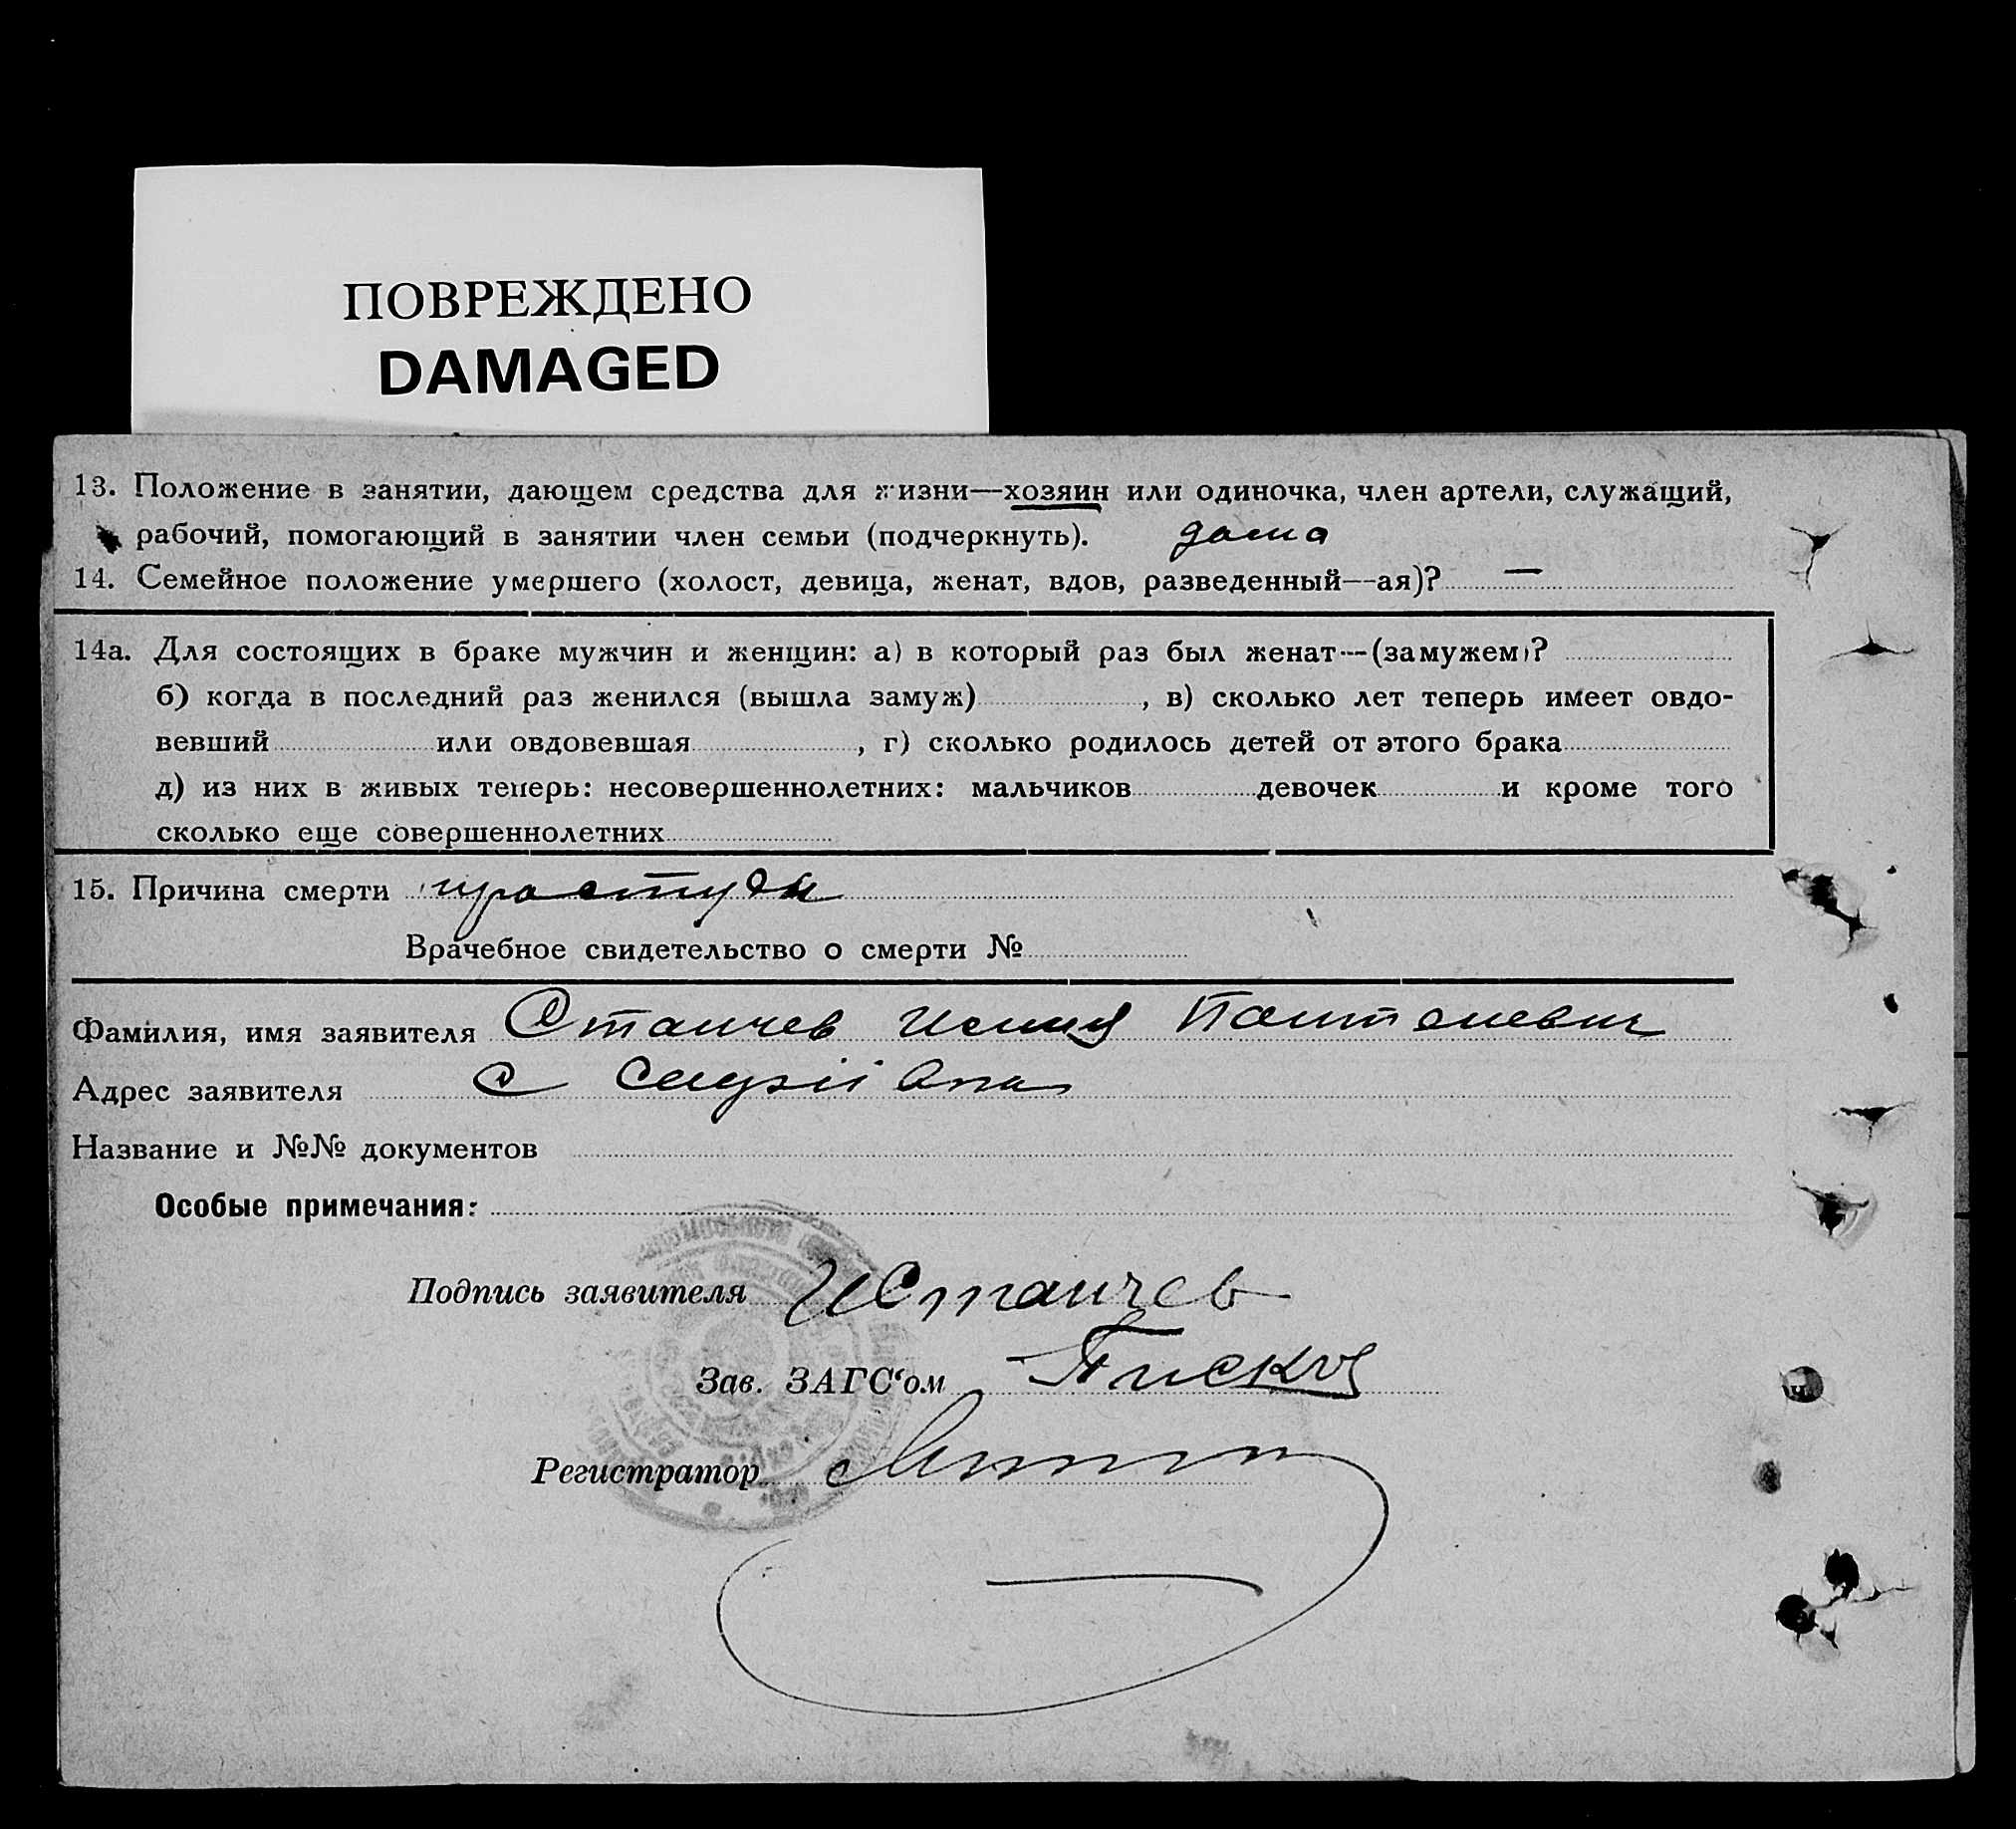 ПОВРЕЖДЕНО
DAMAGED
13. Положение в занятии, дающем средства для жизни—хозяин или одиночка, член артели, служащий,
рабочий, помогающий в занятии член семьи (подчеркнуть). дома
14. Семейное положение умершего (холост, девица, женат, вдов, разведенный—ая)? —
14а. Для состоящих в браке мужчин и женщин: а) в который раз был женат—(замужем)?
б) когда в последний раз женился (вышла замуж) , в) сколько лет теперь имеет овдо-
вевший или овдовевшая , г) сколько родилось детей от этого брака
д) из них в живых теперь: несовершеннолетних: мальчиков девочек и кроме того
сколько еще совершеннолетних
15. Причина смерти простуды
Врачебное свидетельство о смерти №
Фамилия, имя заявителя Станчев
Адрес заявителя с
Название и №№ документов
Особые примечания:
Подпись заявителя ИСтанчев
Зав. ЗАГС‘ом
Регистратор